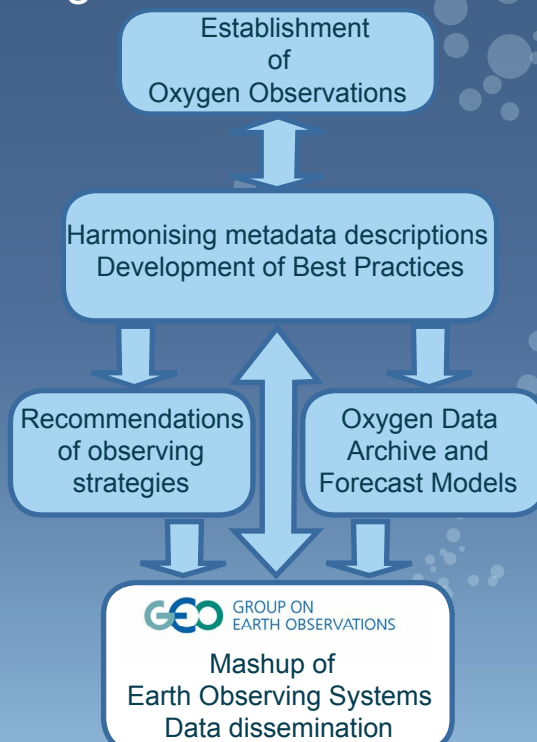 Establishment
of
Oxygen Observations
Harmonising metadata descriptions
Development of Best Practices
Recommendations
of observing
strategies
Oxygen Data
Archive and
Forecast Models
GEO GROUP ON
EARTH OBSERVATIONS
Mashup of
Earth Observing Systems
Data dissemination